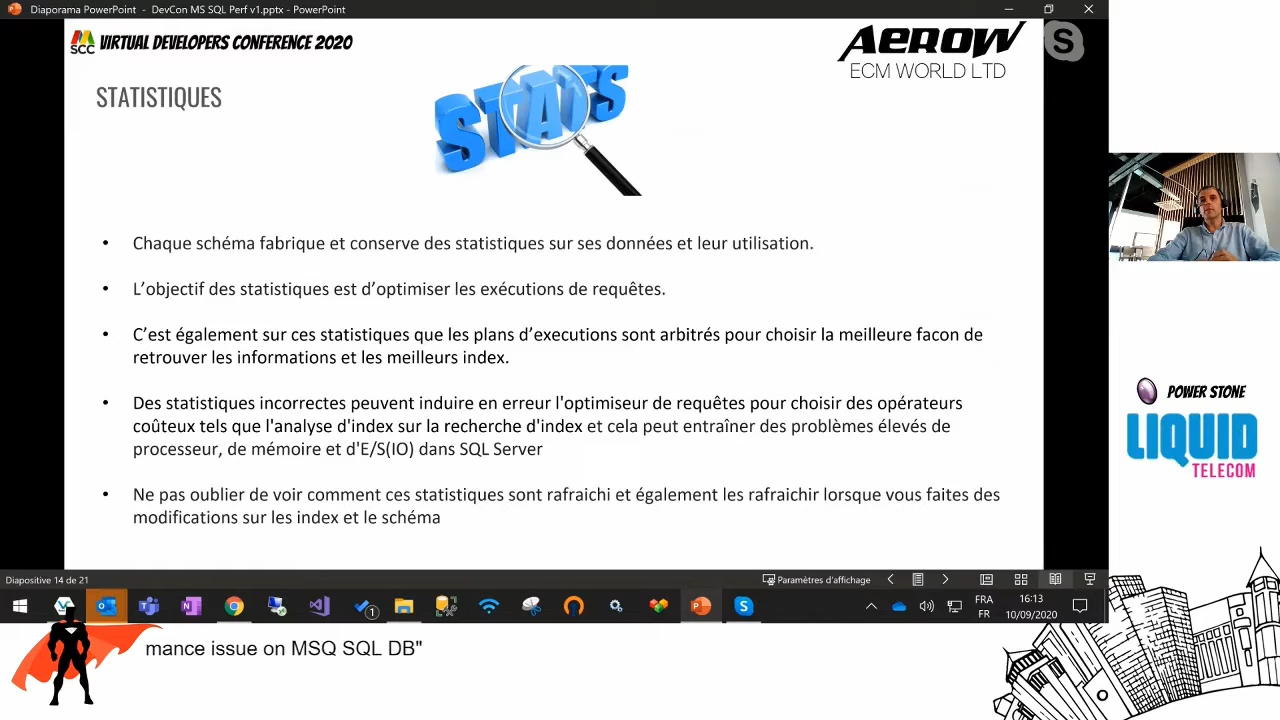 Diaporama PowerPoint - DevCon MS SQL Perf v1.pptx - PowerPoint
SCC VIRTUAL DEVELOPERS CONFERENCE 2020
AEROW
ECM WORLD LTD
S
STATISTIQUES
STATS
• Chaque schéma fabrique et conserve des statistiques sur ses données et leur utilisation.
• L’objectif des statistiques est d’optimiser les exécutions de requêtes.
• C’est également sur ces statistiques que les plans d’executions sont arbitrés pour choisir la meilleure facon de
retrouver les informations et les meilleurs index.
• Des statistiques incorrectes peuvent induire en erreur l'optimiseur de requêtes pour choisir des opérateurs
coûteux tels que l'analyse d'index sur la recherche d'index et cela peut entraîner des problèmes élevés de
processeur, de mémoire et d'E/S(IO) dans SQL Server
• Ne pas oublier de voir comment ces statistiques sont rafraichi et également les rafraichir lorsque vous faites des
modifications sur les index et le schéma
POWER STONE
LIQUID
TELECOM
Diapositive 14 de 21
Paramètres d'affichage
1
FRA
FR
16:13
10/09/2020
mance issue on MSQ SQL DB"